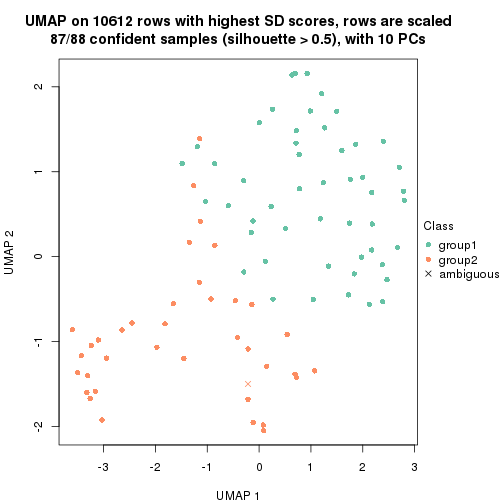 UMAP on 10612 rows with highest SD scores, rows are scaled
87/88 confident samples (silhouette > 0.5), with 10 PCs
2
1
0
-1
-2
UMAP 2
-3
-2
-1
0
1
2
3
UMAP 1
Class
group1
group2
ambiguous